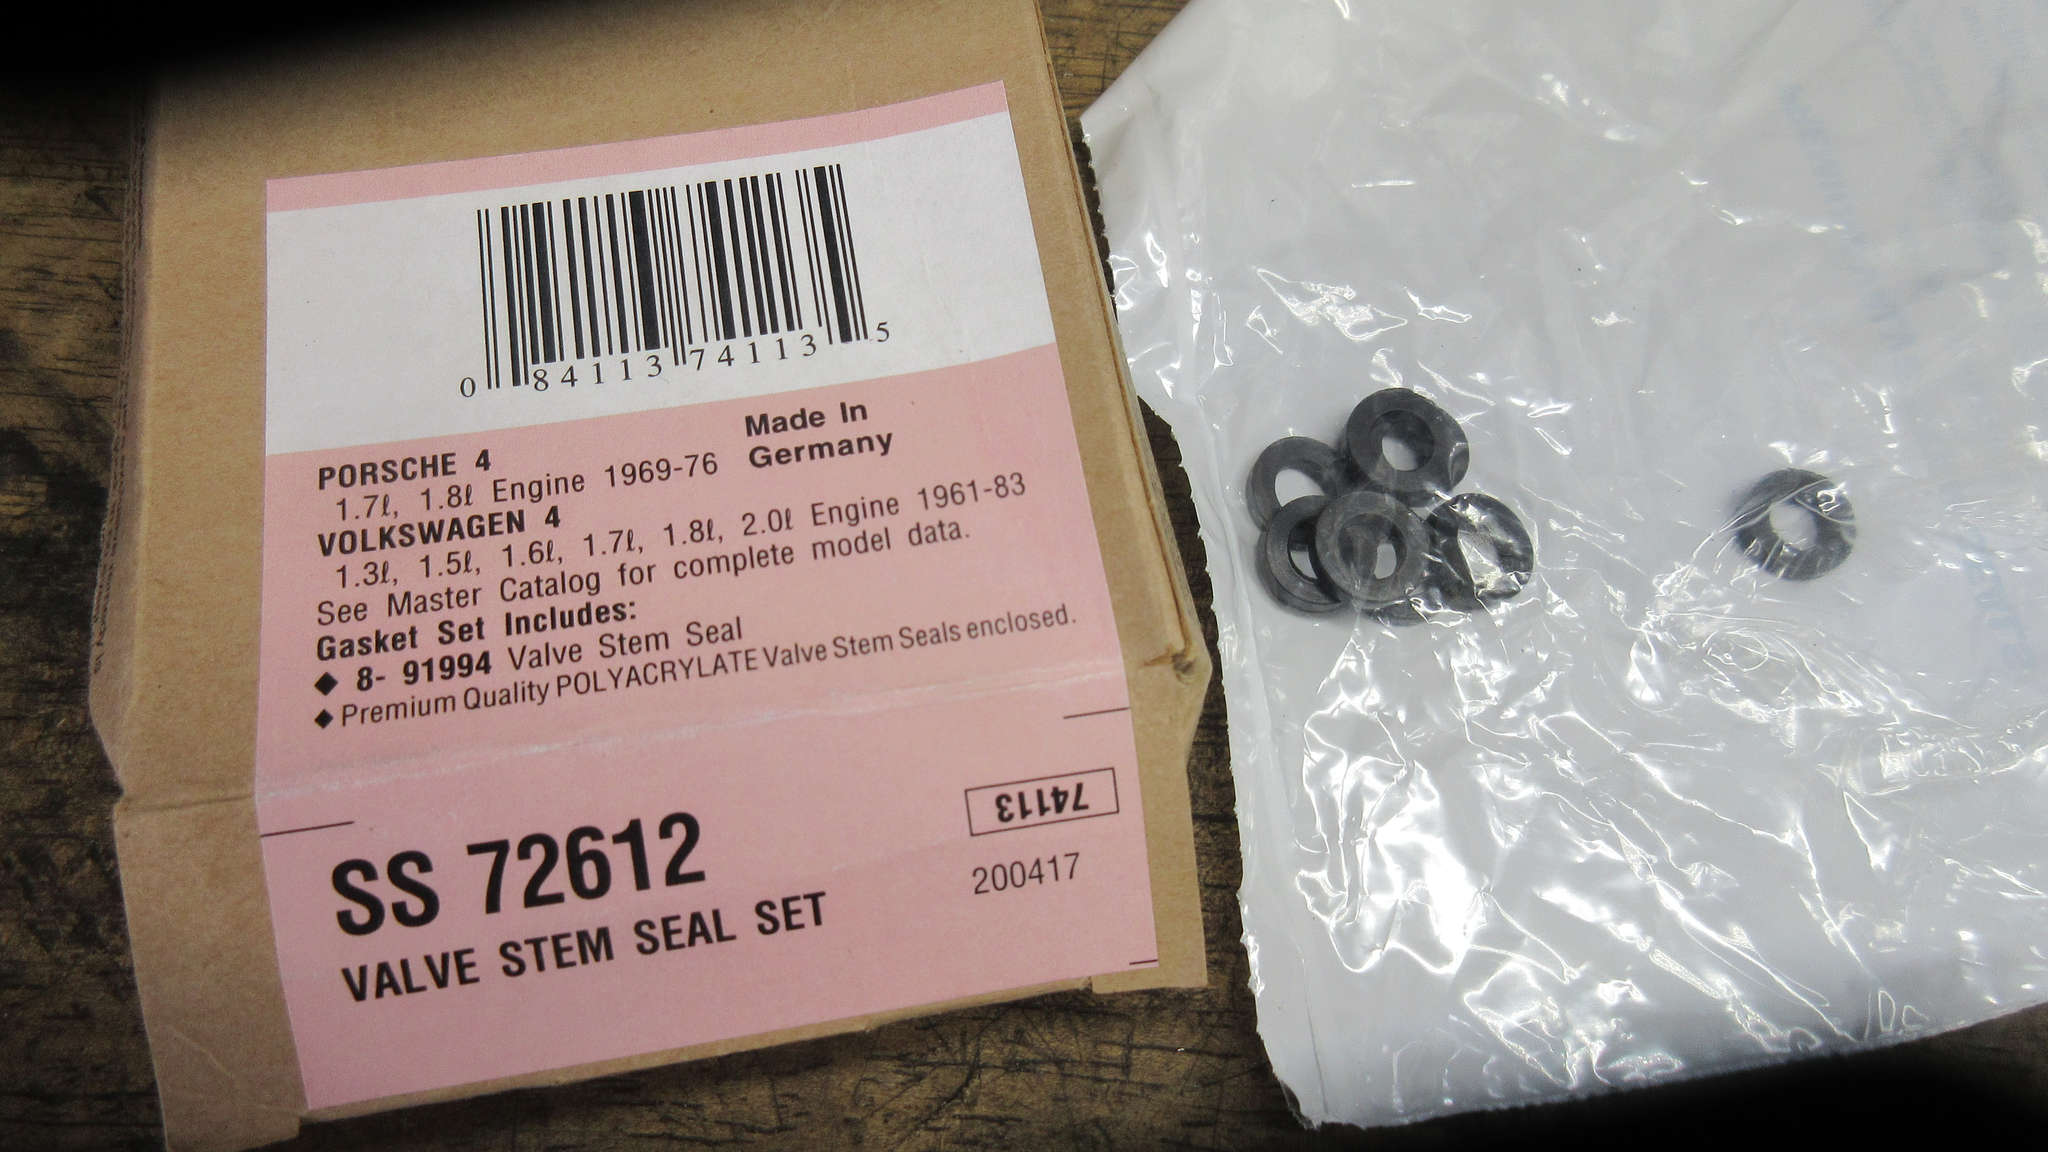 0 84113 74113 5
PORSCHE 4
1.7ℓ, 1.8ℓ Engine 1969-76
Made In
Germany
VOLKSWAGEN 4
1.3ℓ, 1.5ℓ, 1.6ℓ, 1.7ℓ, 1.8ℓ, 2.0ℓ Engine 1961-83
See Master Catalog for complete model data.
Gasket Set Includes:
◆ 8- 91994 Valve Stem Seal
◆ Premium Quality POLYACRYLATE Valve Stem Seals enclosed.
74113
200417
SS 72612
VALVE STEM SEAL SET